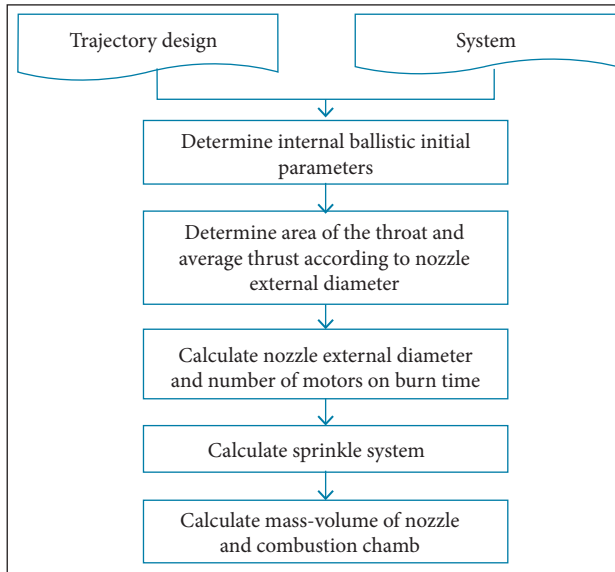 Trajectory design
System
Determine internal ballistic initial
parameters
Determine area of the throat and
average thrust according to nozzle
external diameter
Calculate nozzle external diameter
and number of motors on burn time
Calculate sprinkle system
Calculate mass-volume of nozzle
and combustion chamb